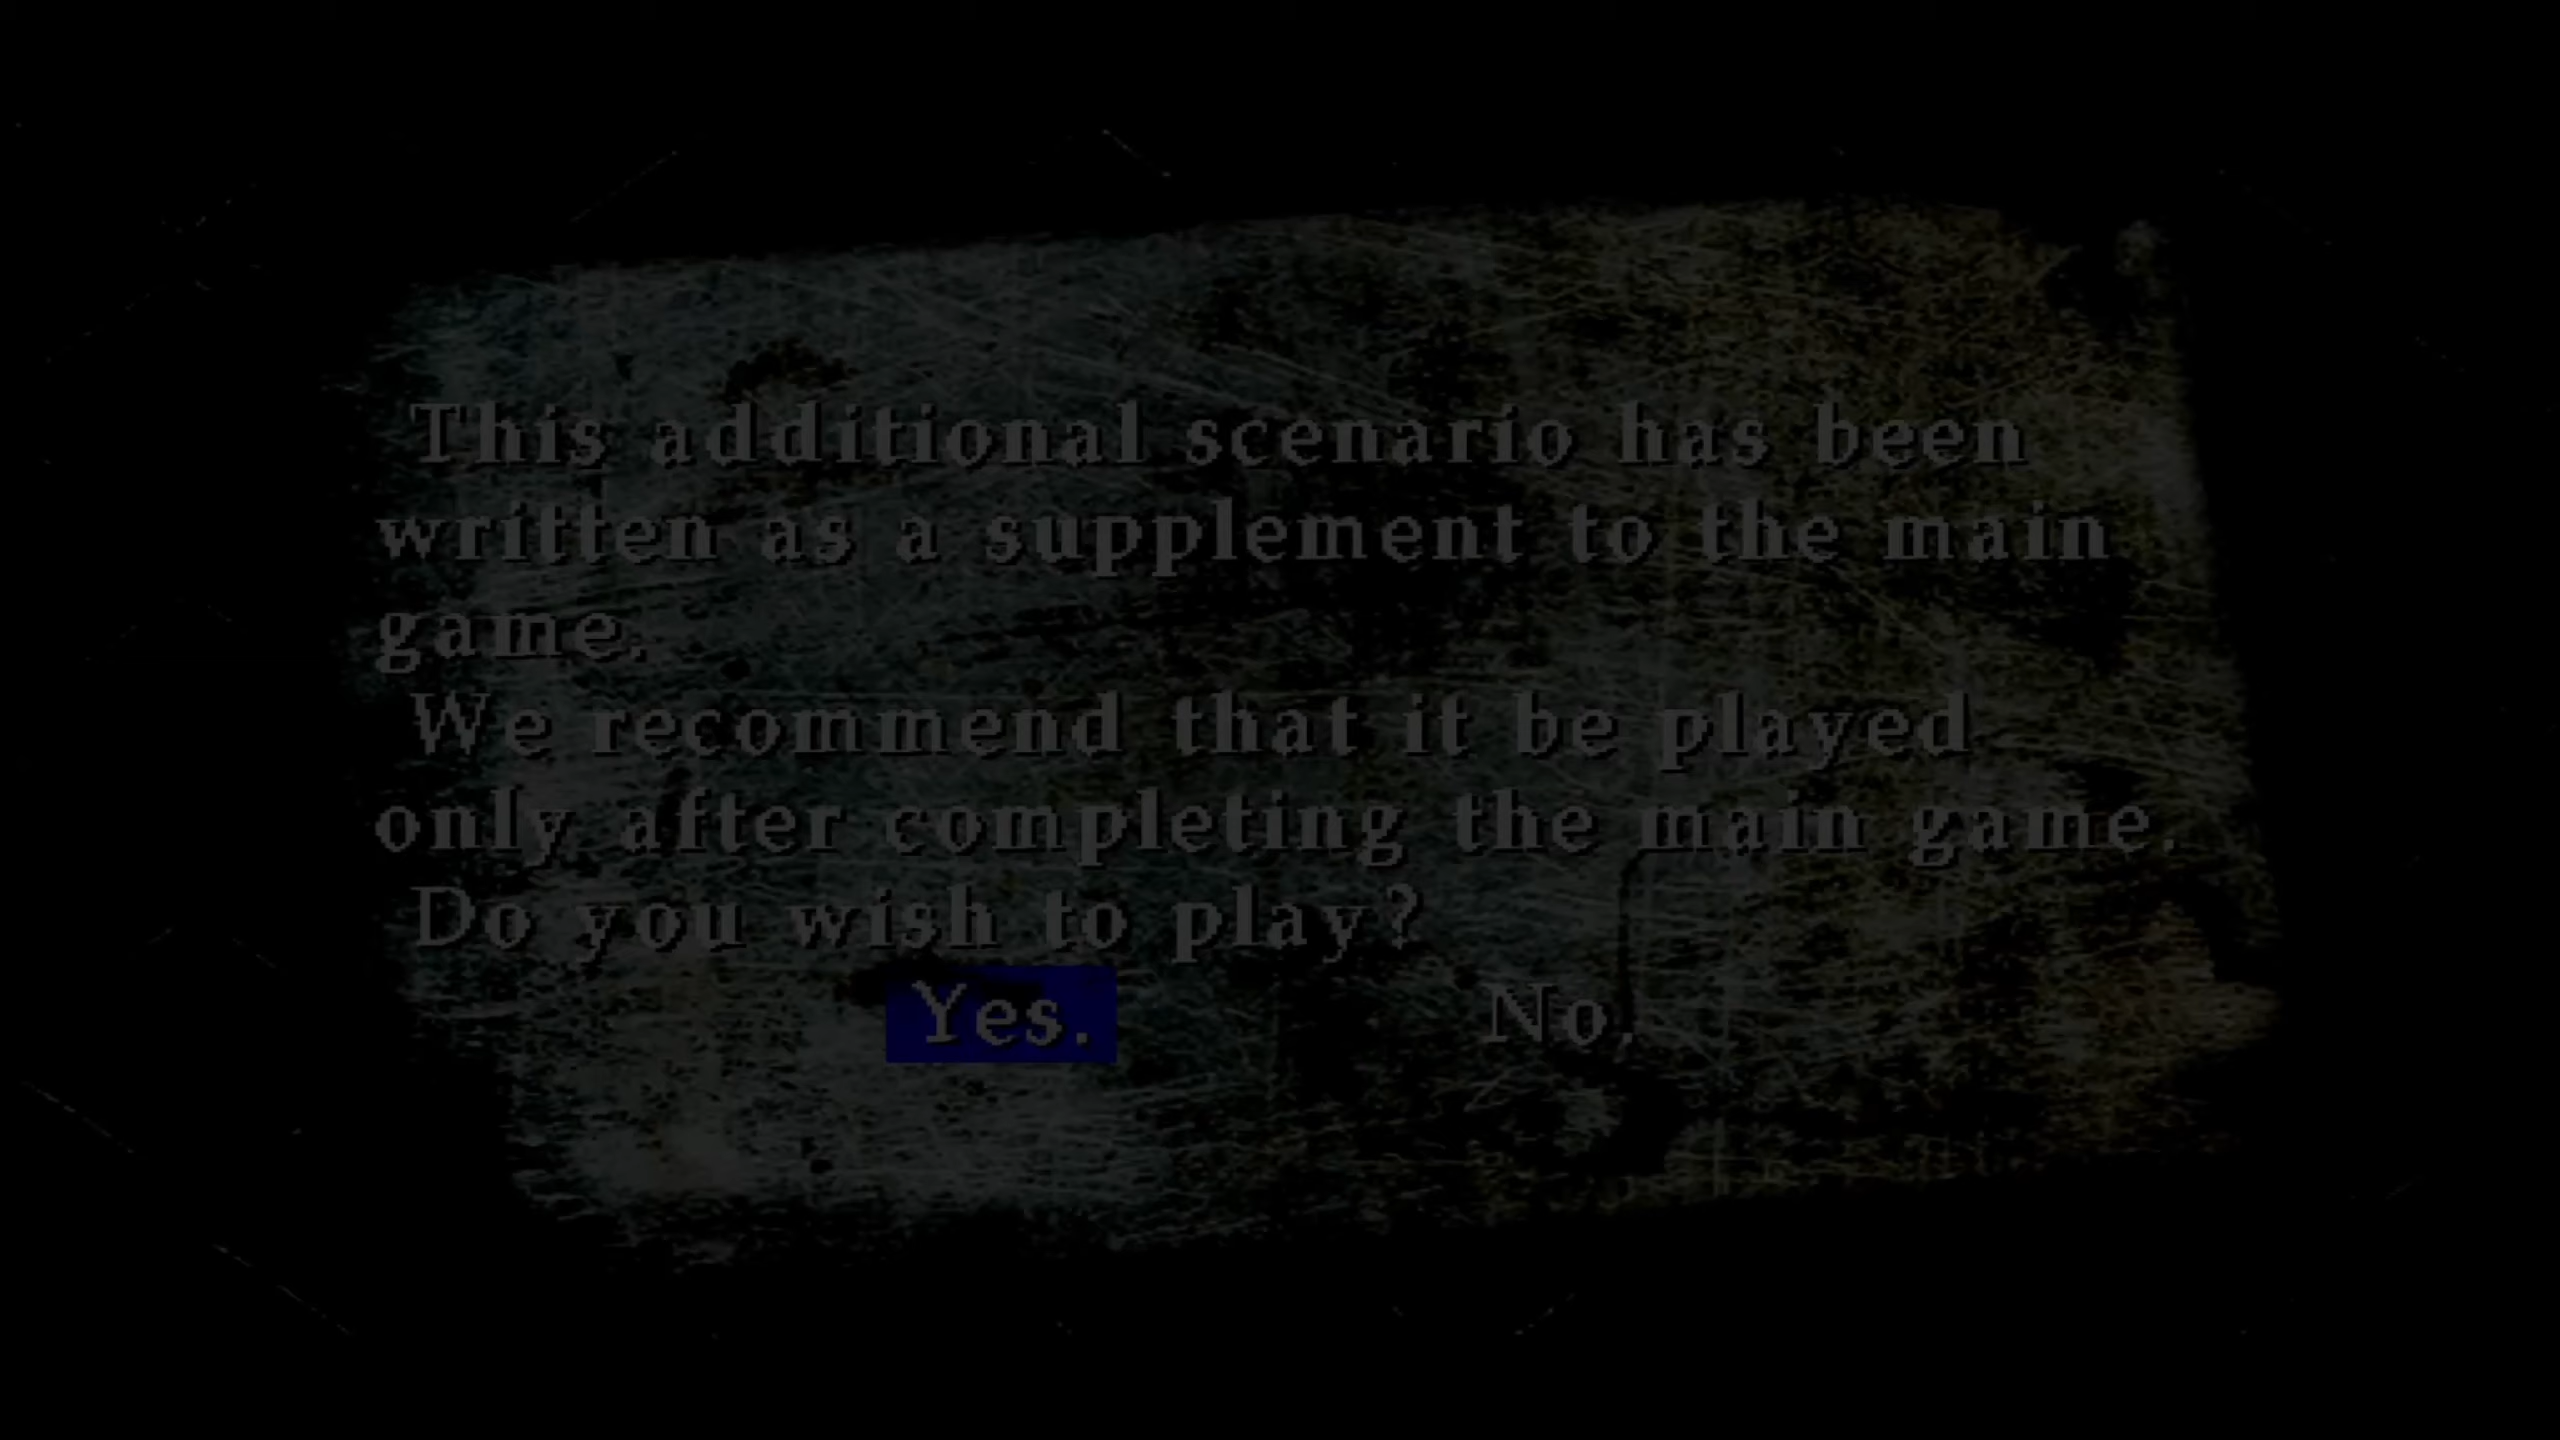 This additional scenario has been
written as a supplement to the main
game.
We recommend that it be played
only after completing the main game.
Do you wish to play?
Yes. No.